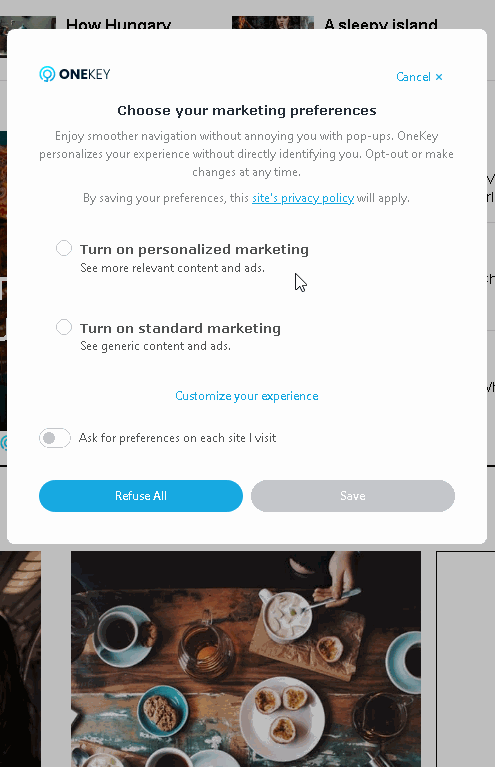 How Hungary
A sleepy island
ONEKEY
Cancel ×
Choose your marketing preferences
Enjoy smoother navigation without annoying you with pop-ups. OneKey
personalizes your experience without directly identifying you. Opt-out or make
changes at any time.
By saving your preferences, this site's privacy policy will apply.
Turn on personalized marketing
See more relevant content and ads.
Turn on standard marketing
See generic content and ads.
Customize your experience
Ask for preferences on each site I visit
Refuse All
Save